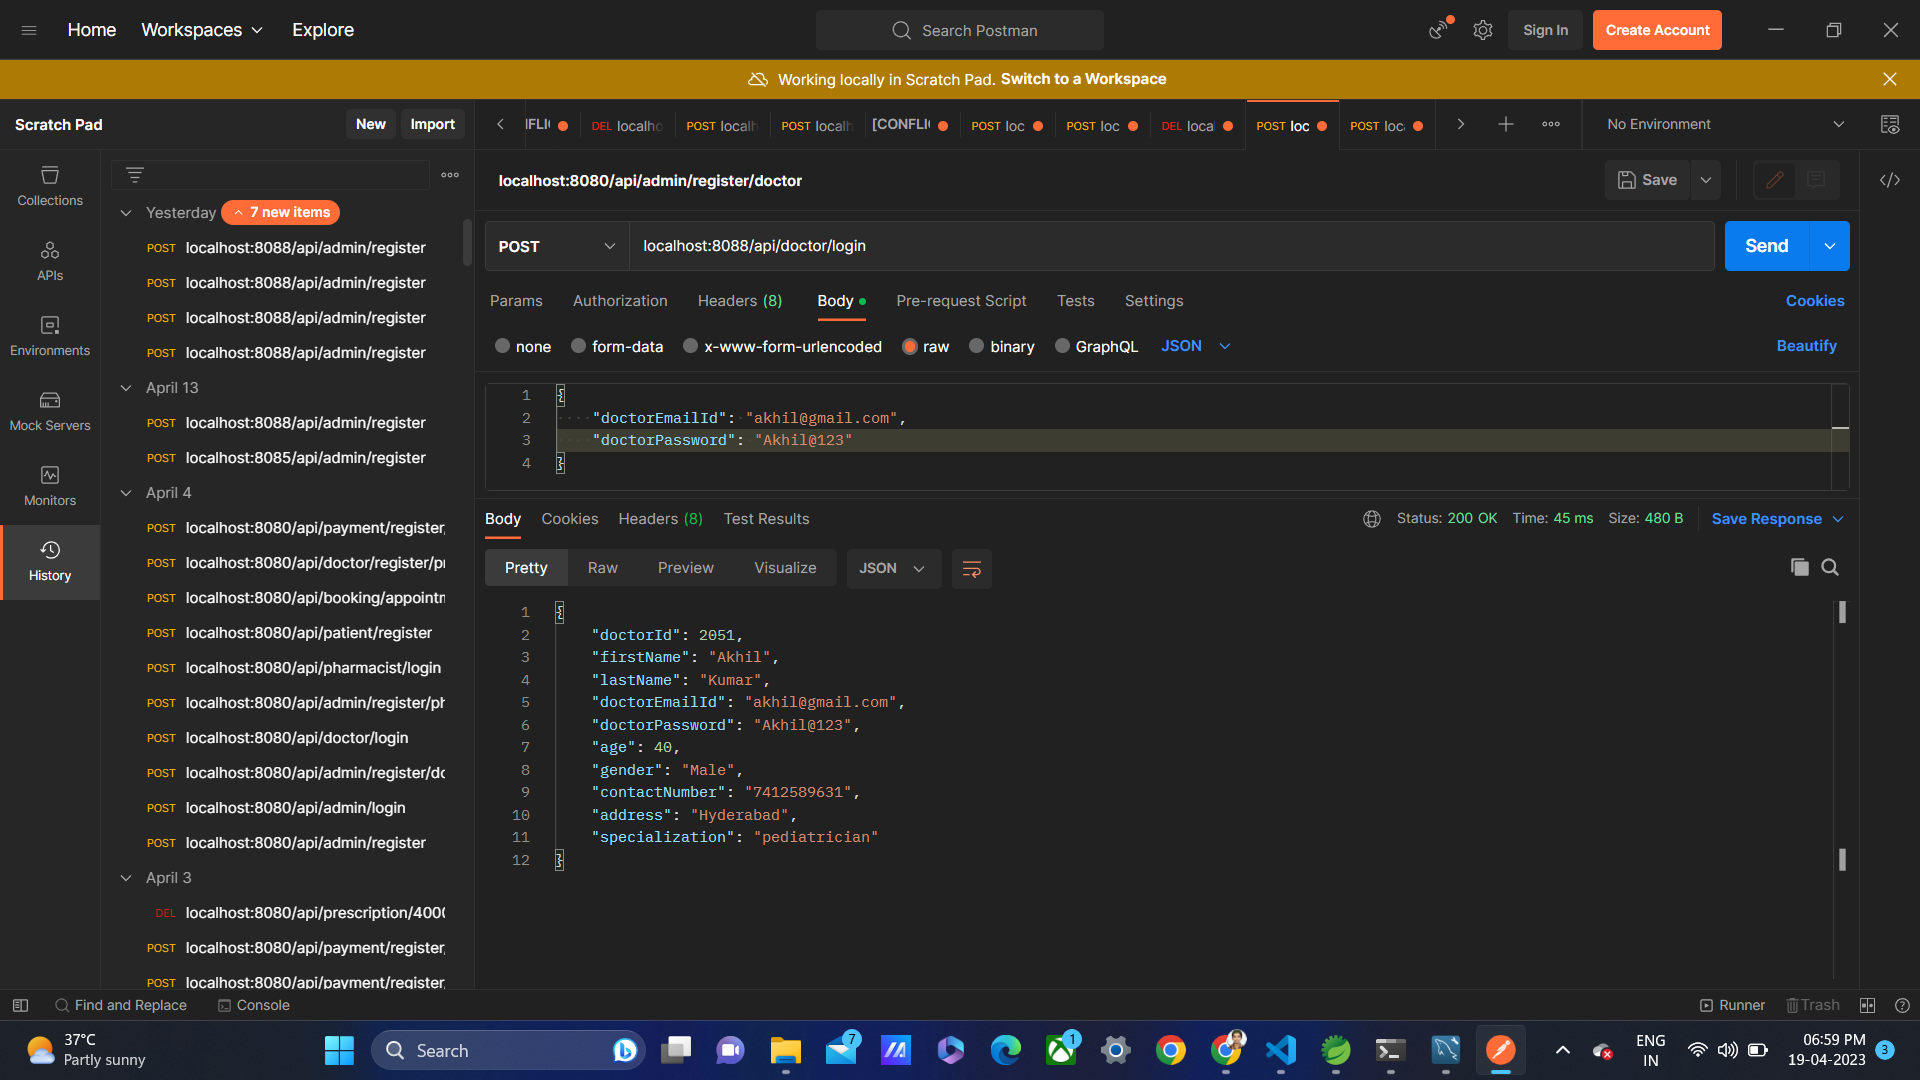 Home Workspaces Explore Search Postman Sign In Create Account
Working locally in Scratch Pad. Switch to a Workspace
Scratch Pad New Import
DEL localho POST localh POST localh [CONFLI POST loc POST loc DEL local POST loc POST loc No Environment
localhost:8080/api/admin/register/doctor Save
POST localhost:8088/api/doctor/login Send
Params Authorization Headers (8) Body Pre-request Script Tests Settings Cookies
none form-data x-www-form-urlencoded raw binary GraphQL JSON Beautify
1 {
2 "doctorEmailId": "akhil@gmail.com",
3 "doctorPassword": "Akhil@123"
4 }
Body Cookies Headers (8) Test Results Status: 200 OK Time: 45 ms Size: 480 B Save Response
Pretty Raw Preview Visualize JSON
1 {
2 "doctorId": 2051,
3 "firstName": "Akhil",
4 "lastName": "Kumar",
5 "doctorEmailId": "akhil@gmail.com",
6 "doctorPassword": "Akhil@123",
7 "age": 40,
8 "gender": "Male",
9 "contactNumber": "7412589631",
10 "address": "Hyderabad",
11 "specialization": "pediatrician"
12 }
Collections
APIs
Environments
Mock Servers
Monitors
History
Yesterday 7 new items
POST localhost:8088/api/admin/register
POST localhost:8088/api/admin/register
POST localhost:8088/api/admin/register
POST localhost:8088/api/admin/register
April 13
POST localhost:8088/api/admin/register
POST localhost:8085/api/admin/register
April 4
POST localhost:8080/api/payment/register
POST localhost:8080/api/doctor/register/pr
POST localhost:8080/api/booking/appointm
POST localhost:8080/api/patient/register
POST localhost:8080/api/pharmacist/login
POST localhost:8080/api/admin/register/ph
POST localhost:8080/api/doctor/login
POST localhost:8080/api/admin/register/dc
POST localhost:8080/api/admin/login
POST localhost:8080/api/admin/register
April 3
DEL localhost:8080/api/prescription/400
POST localhost:8080/api/payment/register
POST localhost:8080/api/payment/register
Find and Replace Console Runner Trash
37°C
Partly sunny
Search
7
1
ENG
IN
06:59 PM
19-04-2023
3